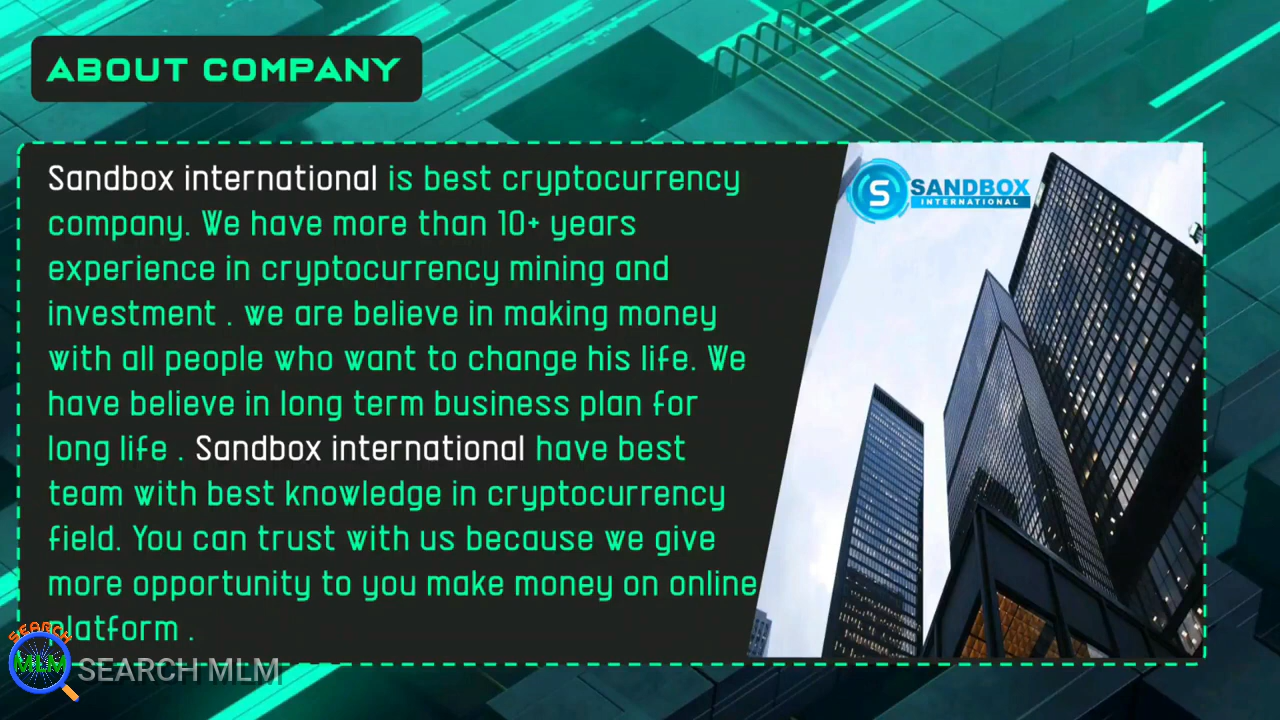 ABOUT COMPANY
Sandbox international is best cryptocurrency
company. We have more than 10+ years
experience in cryptocurrency mining and
investment . we are believe in making money
with all people who want to change his life. We
have believe in long term business plan for
long life . Sandbox international have best
team with best knowledge in cryptocurrency
field. You can trust with us because we give
more opportunity to you make money on online
platform .
S SANDBOX
INTERNATIONAL
SEARCH
MLM
SEARCH MLM